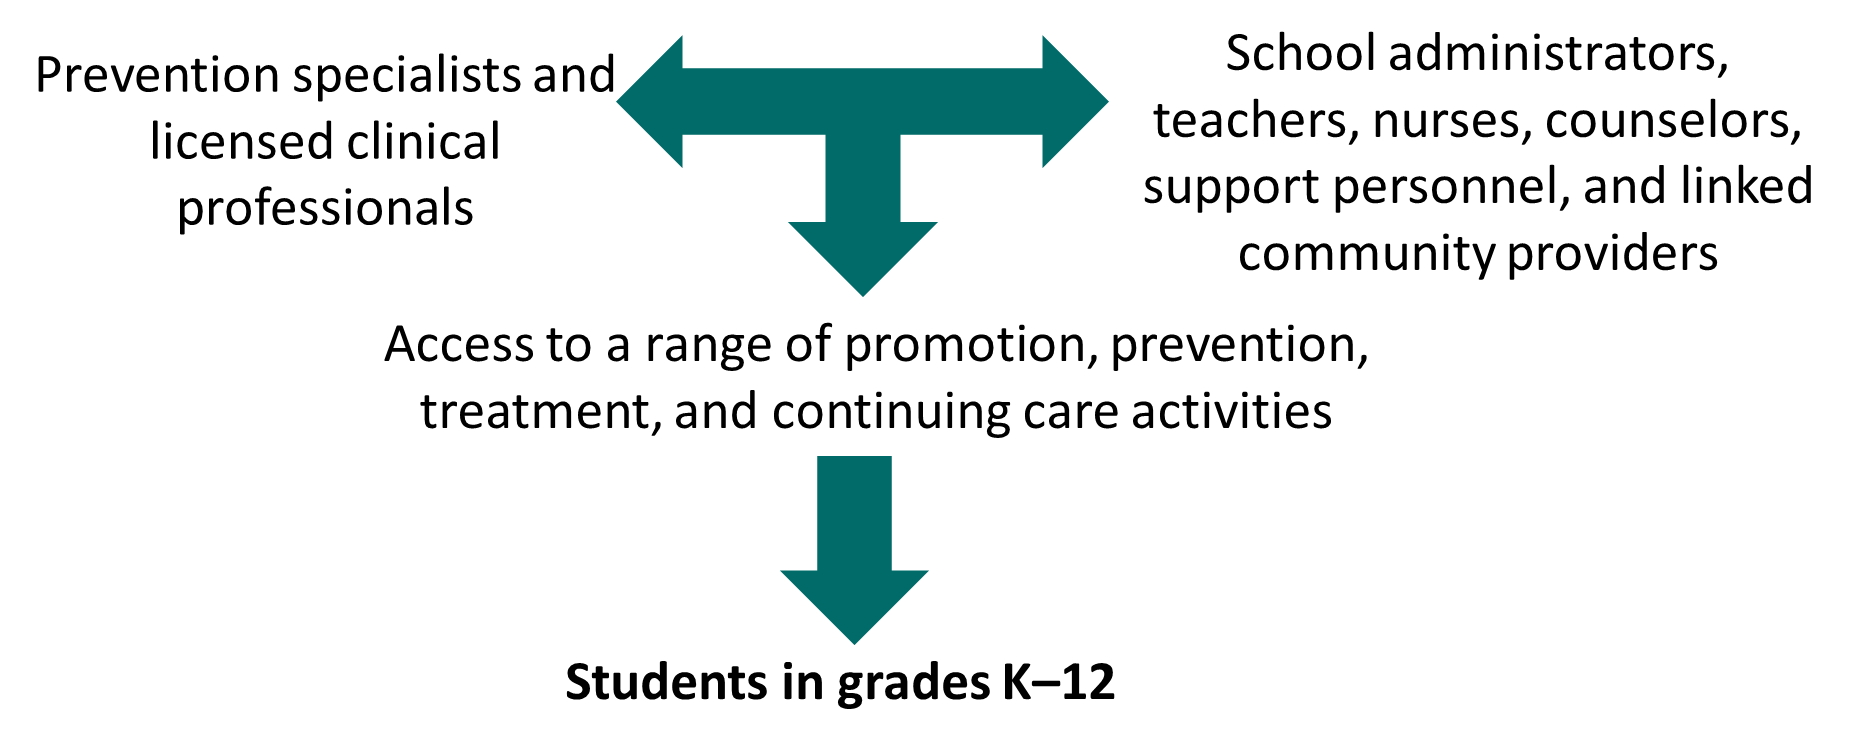 Prevention specialists and
licensed clinical
professionals
School administrators,
teachers, nurses, counselors,
support personnel, and linked
community providers
Access to a range of promotion, prevention,
treatment, and continuing care activities
Students in grades K–12